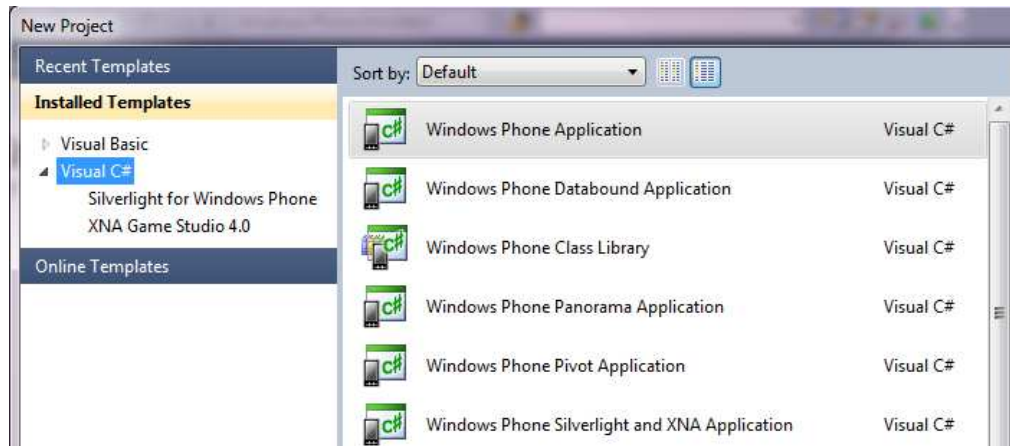 New Project
Recent Templates
Installed Templates
Visual Basic
Visual C#
Silverlight for Windows Phone
XNA Game Studio 4.0
Online Templates
Sort by: Default
Windows Phone Application Visual C#
Windows Phone Databound Application Visual C#
Windows Phone Class Library Visual C#
Windows Phone Panorama Application Visual C#
Windows Phone Pivot Application Visual C#
Windows Phone Silverlight and XNA Application Visual C#